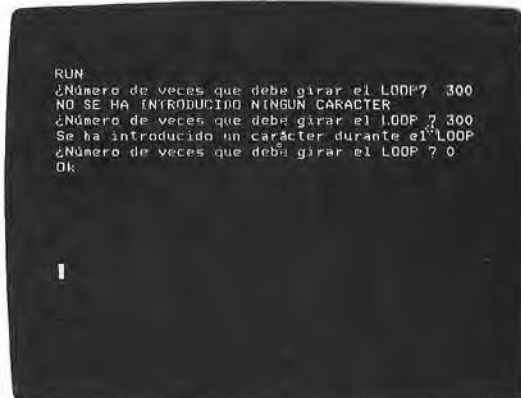 RUN
¿Número de veces que debe girar el LOOP? 300
NO SE HA INTRODUCIDO NINGUN CARACTER
¿Número de veces que debe girar el LOOP ? 300
Se ha introducido un carácter durante el LOOP
¿Número de veces que debe girar el LOOP ? 0
Ok